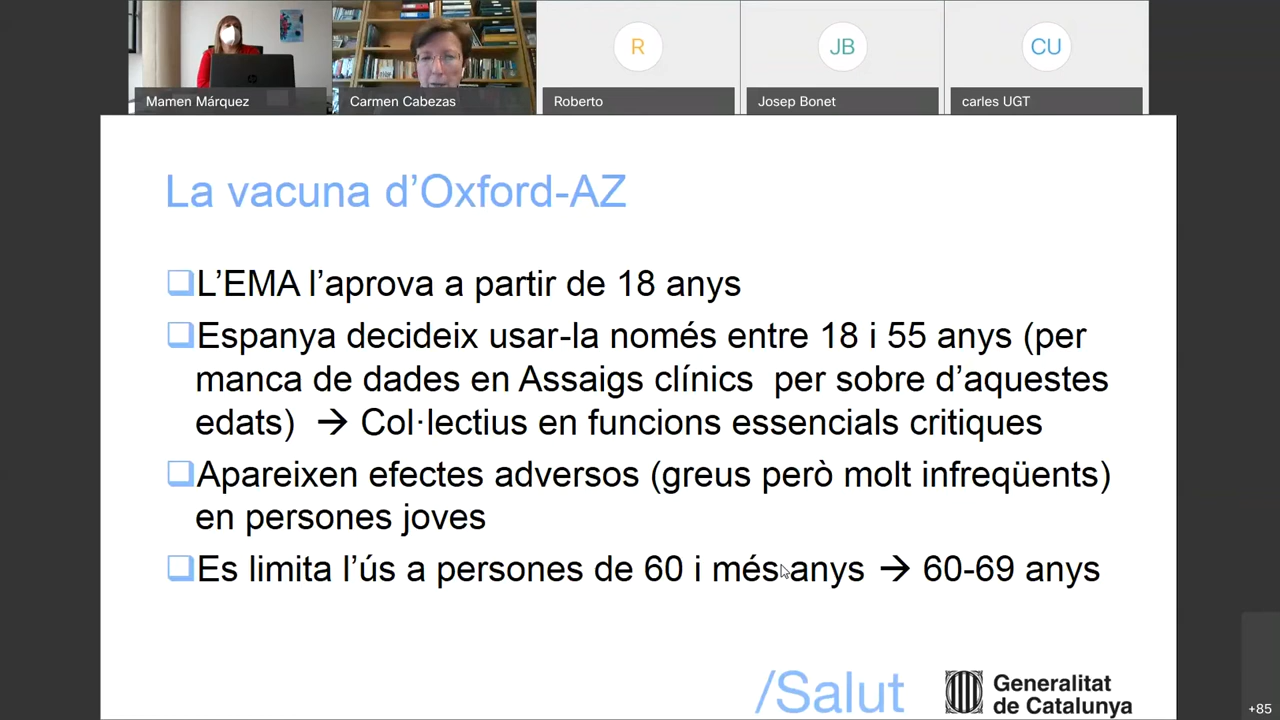 Mamen Márquez
Carmen Cabezas
R
Roberto
JB
Josep Bonet
CU
carles UGT
La vacuna d’Oxford-AZ
❑L’EMA l’aprova a partir de 18 anys
❑Espanya decideix usar-la només entre 18 i 55 anys (per
manca de dades en Assaigs clínics per sobre d’aquestes
edats) → Col·lectius en funcions essencials critiques
❑Apareixen efectes adversos (greus però molt infreqüents)
en persones joves
❑Es limita l’ús a persones de 60 i més anys → 60-69 anys
/Salut
Generalitat
de Catalunya
+85